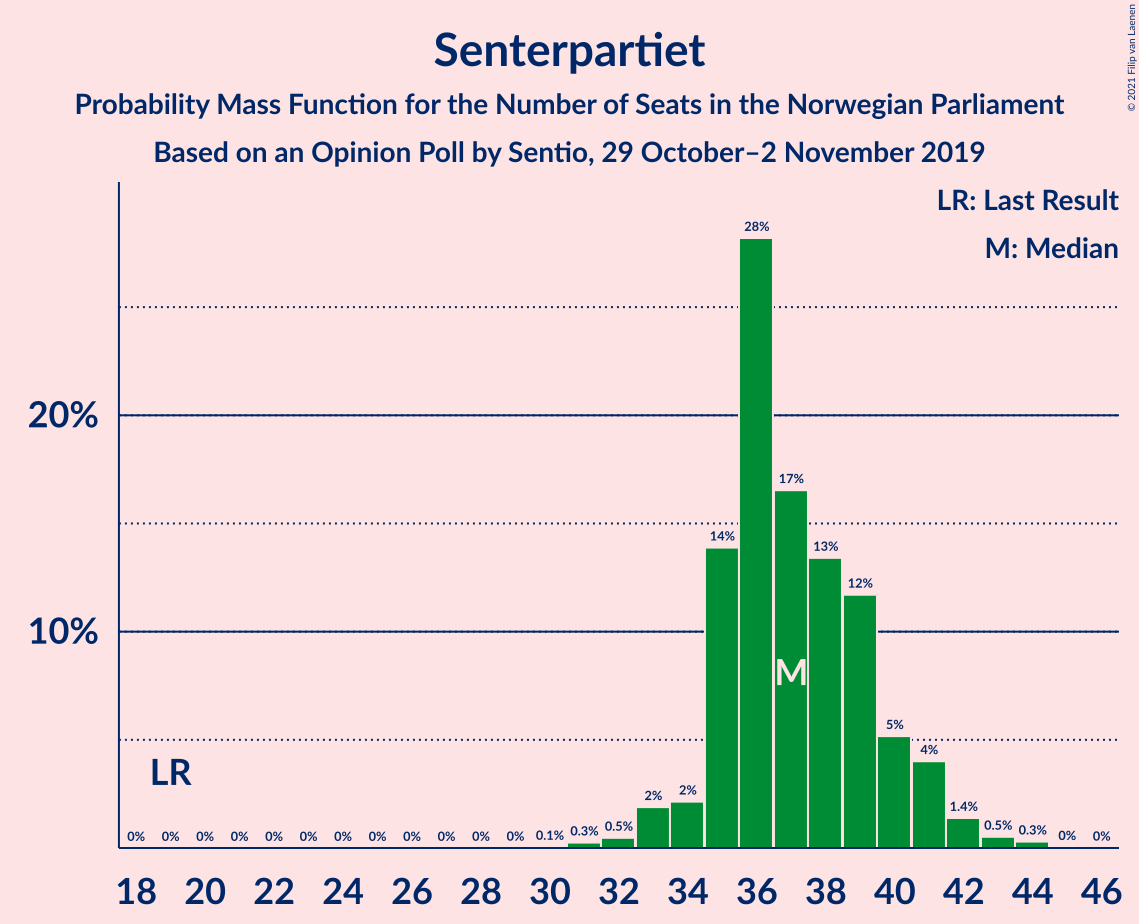 Senterpartiet
Probability Mass Function for the Number of Seats in the Norwegian Parliament
Based on an Opinion Poll by Sentio, 29 October–2 November 2019
© 2021 Filip van Laenen
LR: Last Result
M: Median
20%
10%
0% 0% 0% 0% 0% 0% 0% 0% 0% 0% 0% 0% 0.1% 0.3% 0.5% 2% 2% 14% 28% 17% 13% 12% 5% 4% 1.4% 0.5% 0.3% 0% 0%
LR
M
18 20 22 24 26 28 30 32 34 36 38 40 42 44 46